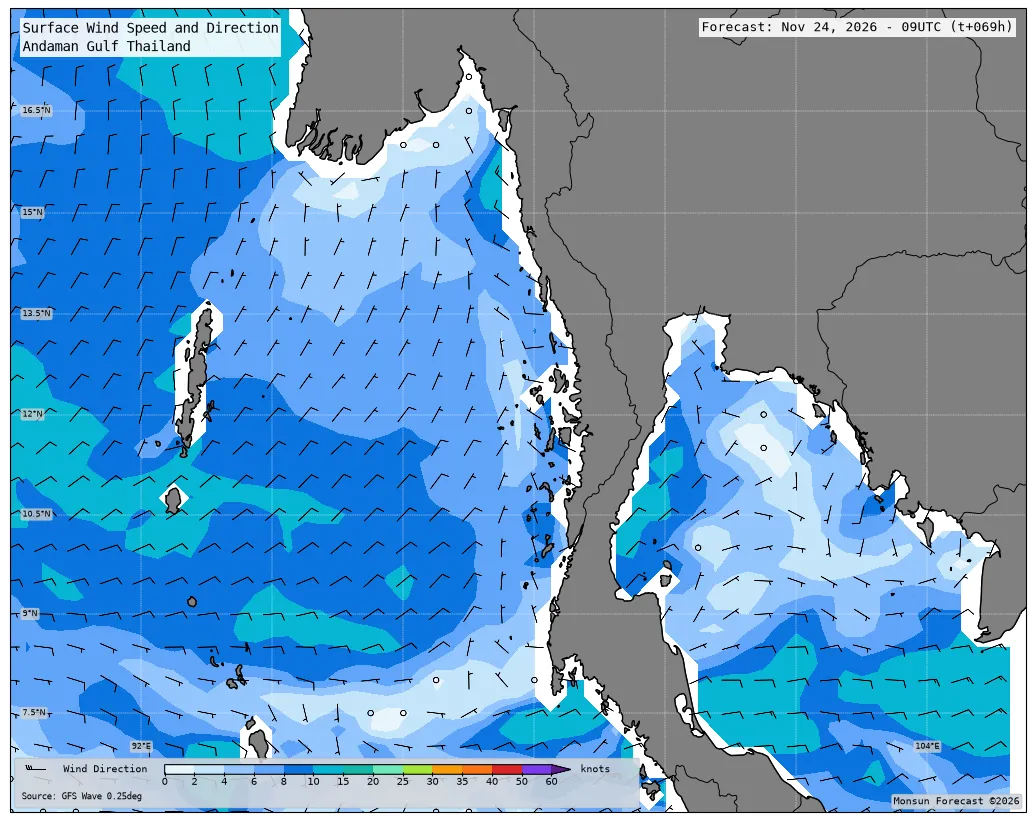 Surface Wind Speed and Direction
Andaman Gulf Thailand
Forecast: Nov 24, 2026 - 09UTC (t+069h)
16.5°N
15°N
13.5°N
12°N
10.5°N
9°N
7.5°N
92°E
104°E
Wind Direction
0 2 4 6 8 10 15 20 25 30 35 40 50 60
knots
Source: GFS Wave 0.25deg
Monsun Forecast ©2026